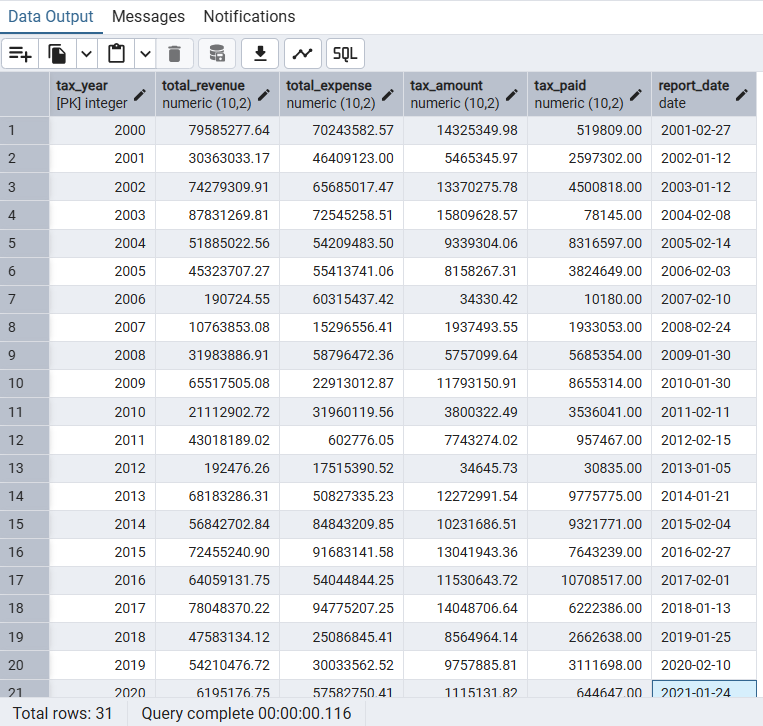 Data Output Messages Notifications
SQL
tax_year total_revenue total_expense tax_amount tax_paid report_date
[PK] integer numeric (10,2) numeric (10,2) numeric (10,2) numeric (10,2) date
1 2000 79585277.64 70243582.57 14325349.98 519809.00 2001-02-27
2 2001 30363033.17 46409123.00 5465345.97 2597302.00 2002-01-12
3 2002 74279309.91 65685017.47 13370275.78 4500818.00 2003-01-12
4 2003 87831269.81 72545258.51 15809628.57 78145.00 2004-02-08
5 2004 51885022.56 54209483.50 9339304.06 8316597.00 2005-02-14
6 2005 45323707.27 55413741.06 8158267.31 3824649.00 2006-02-03
7 2006 190724.55 60315437.42 34330.42 10180.00 2007-02-10
8 2007 10763853.08 15296556.41 1937493.55 1933053.00 2008-02-24
9 2008 31983886.91 58796472.36 5757099.64 5685354.00 2009-01-30
10 2009 65517505.08 22913012.87 11793150.91 8655314.00 2010-01-30
11 2010 21112902.72 31960119.56 3800322.49 3536041.00 2011-02-11
12 2011 43018189.02 602776.05 7743274.02 957467.00 2012-02-15
13 2012 192476.26 17515390.52 34645.73 30835.00 2013-01-05
14 2013 68183286.31 50827335.23 12272991.54 9775775.00 2014-01-21
15 2014 56842702.84 84843209.85 10231686.51 9321771.00 2015-02-04
16 2015 72455240.90 91683141.58 13041943.36 7643239.00 2016-02-27
17 2016 64059131.75 54044844.25 11530643.72 10708517.00 2017-02-01
18 2017 78048370.22 94775207.25 14048706.64 6222386.00 2018-01-13
19 2018 47583134.12 25086845.41 8564964.14 2662638.00 2019-01-25
20 2019 54210476.72 30033562.52 9757885.81 3111698.00 2020-02-10
21 2020 6195176.75 57582750.41 1115131.82 644647.00 2021-01-24
Total rows: 31 Query complete 00:00:00.116